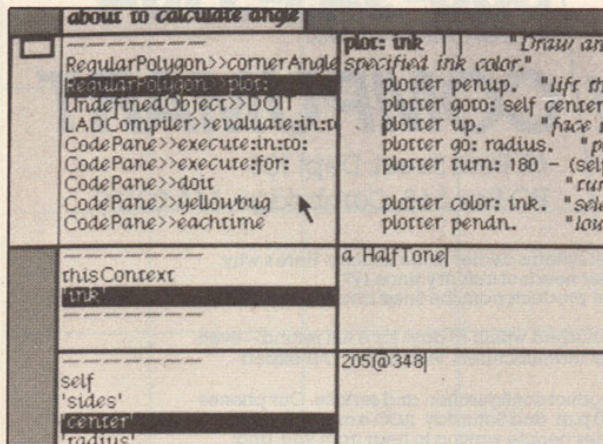 about to calculate angle
RegularPolygon>>cornerAngle
RegularPolygon>>plot:
UndefinedObject>>DOIT
LADCompiler>>evaluate:in:to
CodePane>>execute:in:to:
CodePane>>execute:for:
CodePane>>doit
CodePane>>yellowbug
CodePane>>eachtime
plot: ink | | "Draw an
specified ink color."
plotter penup. "lift th
plotter goto: self center
plotter up. "face
plotter go: radius.
plotter turn: 180 - (self
"tur
plotter color: ink. "sele
plotter pendn. "low
thisContext
'ink'
a HalfTone
self
'sides'
'center'
'radius'
205@348